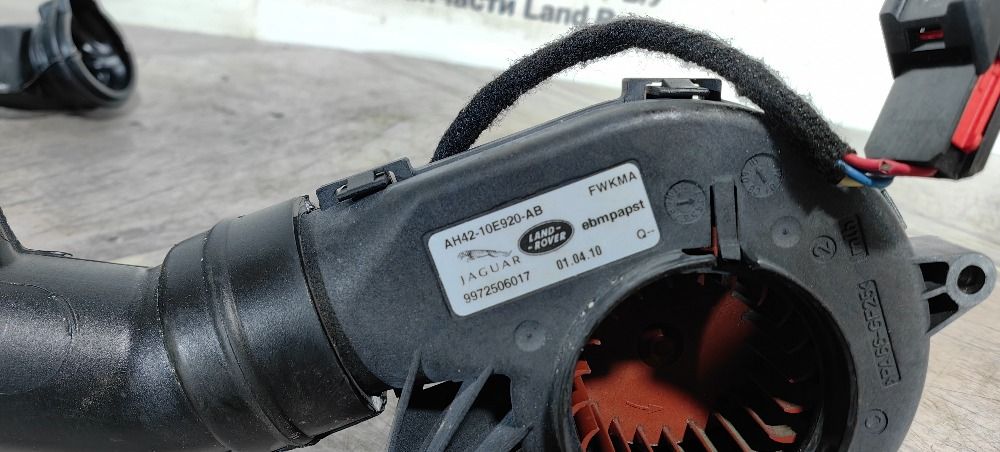 части Land
AH42-10E920-AB
FWKMA
JAGUAR
LAND-
ROVER
ebmpapst
9972506017
01.04.10
Q--